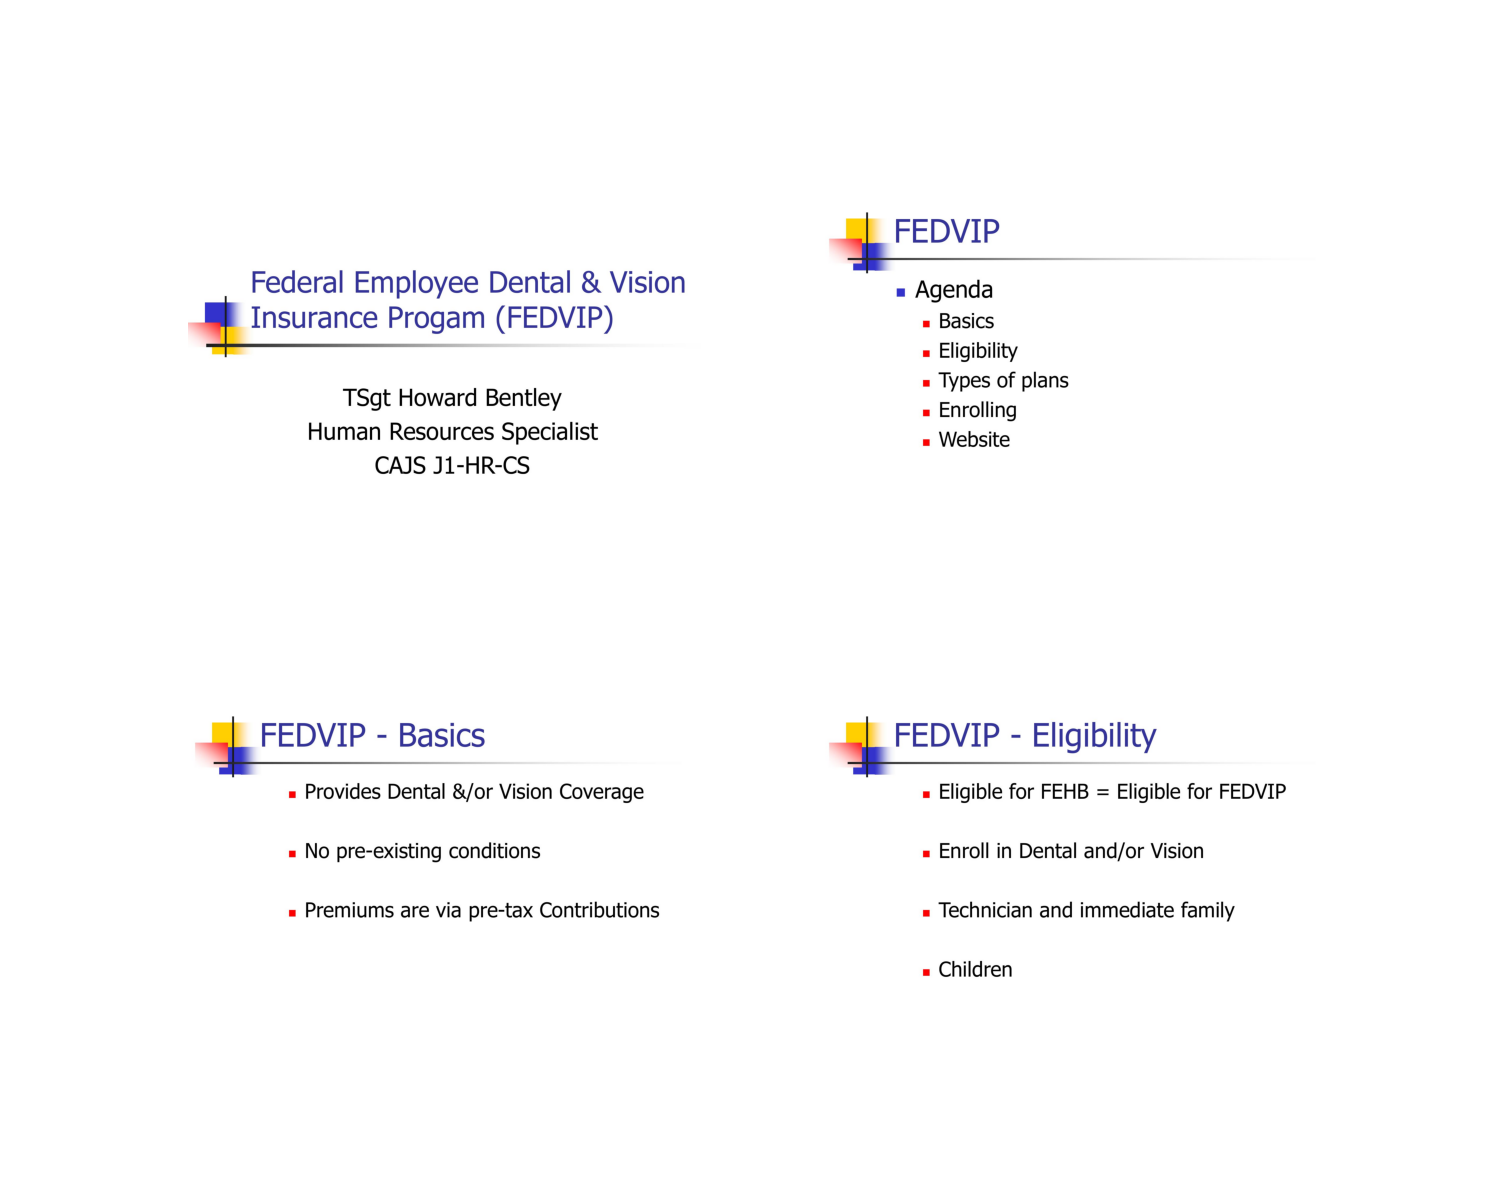 Federal Employee Dental & Vision
Insurance Progam (FEDVIP)
TSgt Howard Bentley
Human Resources Specialist
CAJS J1-HR-CS
FEDVIP
Agenda
Basics
Eligibility
Types of plans
Enrolling
Website
FEDVIP - Basics
Provides Dental &/or Vision Coverage
No pre-existing conditions
Premiums are via pre-tax Contributions
FEDVIP - Eligibility
Eligible for FEHB = Eligible for FEDVIP
Enroll in Dental and/or Vision
Technician and immediate family
Children